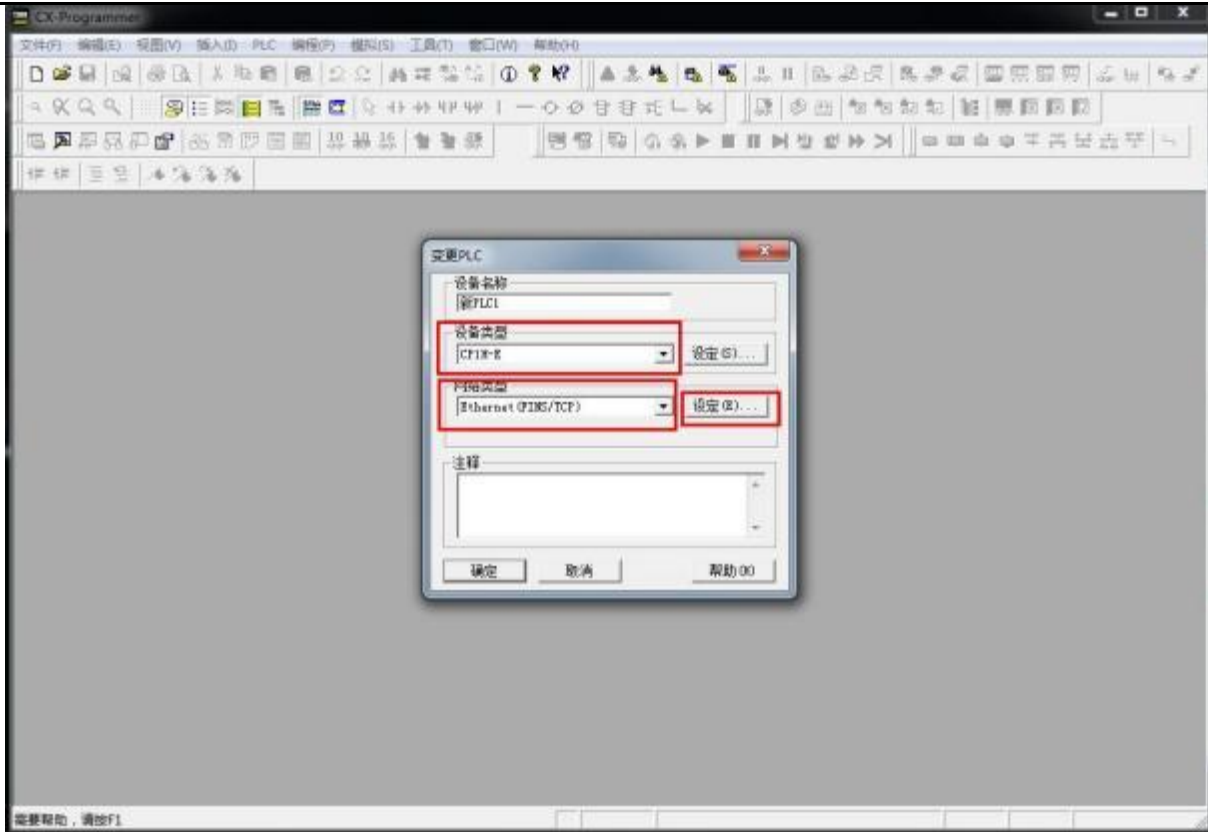 CX-Programmer
文件(F) 编辑(E) 视图(V) 插入(I) PLC 编程(P) 模拟(S) 工具(T) 窗口(W) 帮助(H)
变更PLC
设备名称
新PLC1
设备类型
设定(S)...
网络类型
Ethernet(FINS/TCP)
设定(E)...
注释
确定 取消 帮助(H)
需要帮助，请按F1